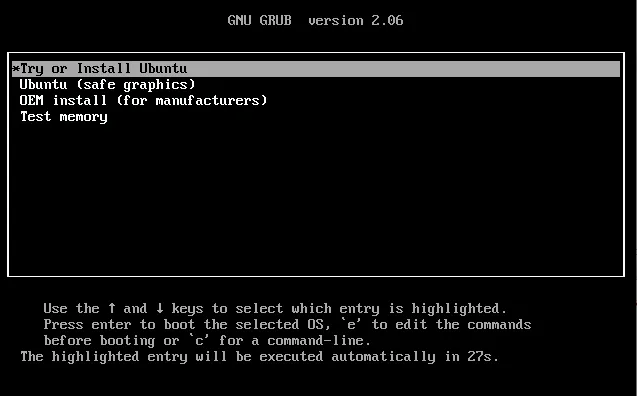 GNU GRUB  version 2.06
*Try or Install Ubuntu
Ubuntu (safe graphics)
OEM install (for manufacturers)
Test memory
Use the ↑ and ↓ keys to select which entry is highlighted.
Press enter to boot the selected OS, `e' to edit the commands
before booting or `c' for a command-line.
The highlighted entry will be executed automatically in 27s.